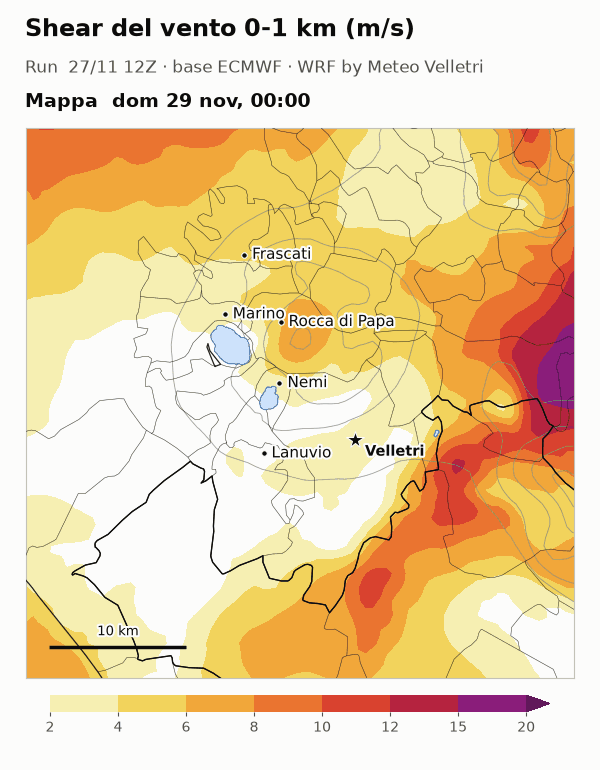 Shear del vento 0-1 km (m/s)
Run  27/11 12Z · base ECMWF · WRF by Meteo Velletri
Mappa  dom 29 nov, 00:00
Frascati
Marino
Rocca di Papa
Nemi
Velletri
Lanuvio
10 km
2 4 6 8 10 12 15 20